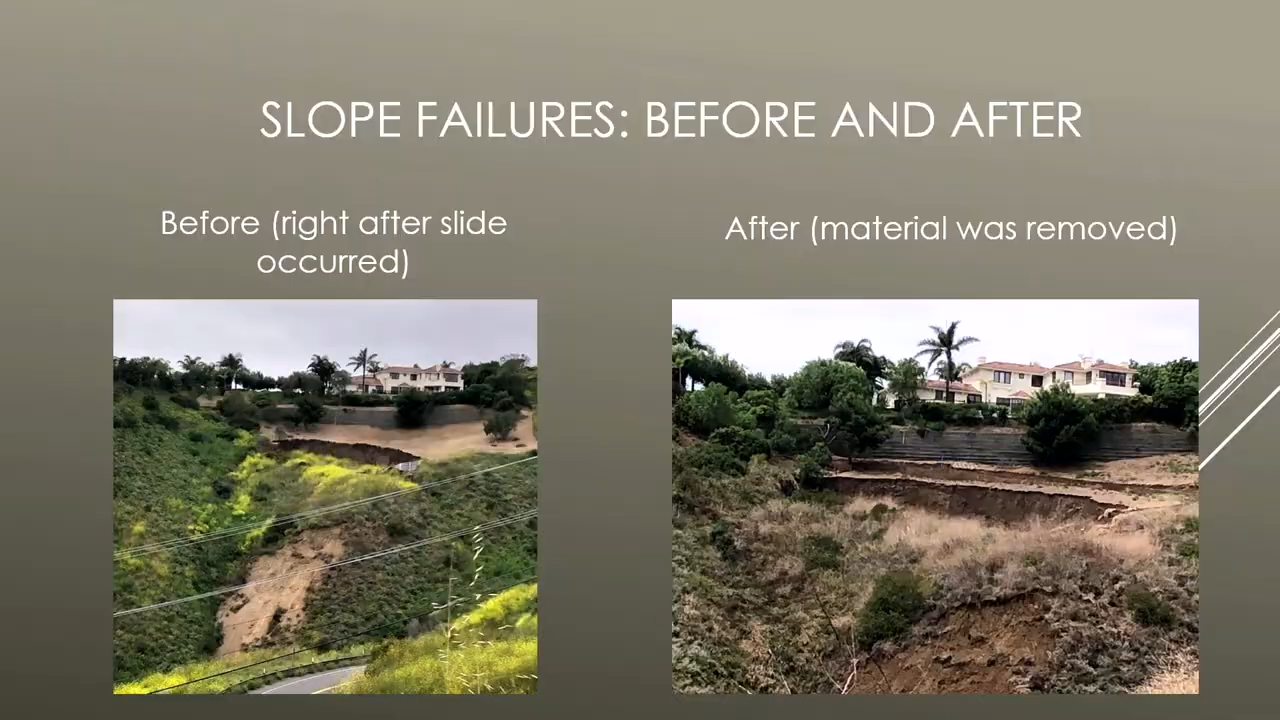 SLOPE FAILURES: BEFORE AND AFTER
Before (right after slide
occurred)
After (material was removed)